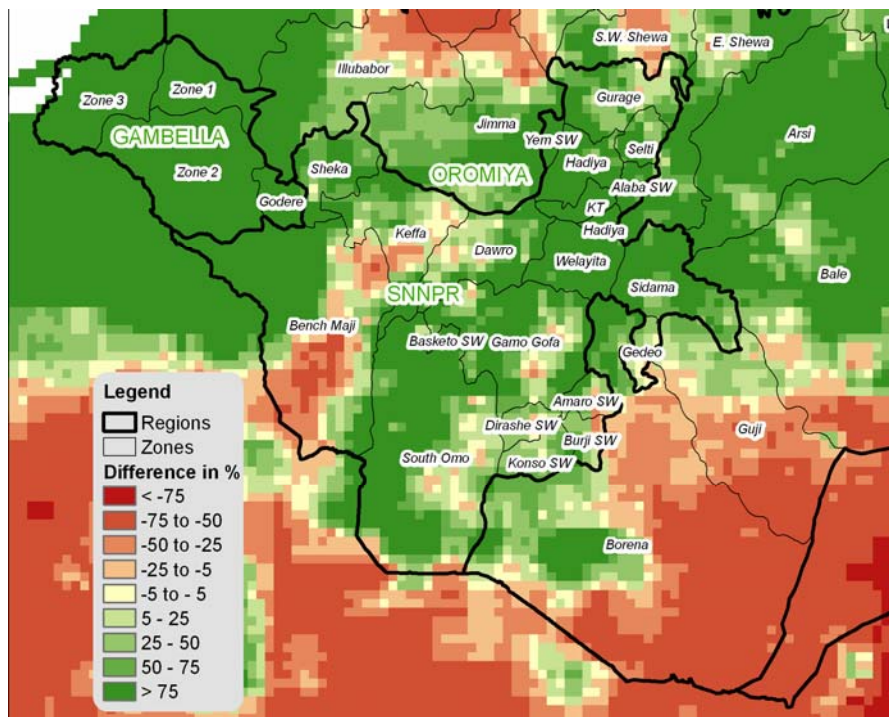 S.W. Shewa
E. Shewa
Illubabor
Zone 3
Zone 1
Gurage
GAMBELLA
Jimma
Yem SW
Arsi
Selti
Zone 2
Sheka
OROMIYA
Hadiya
Alaba SW
Godere
KT
Keffa
Hadiya
Dawro
Welayita
Bale
SNNPR
Sidama
Bench Maji
Basketo SW
Gamo Gofa
Gedeo
Amaro SW
Dirashe SW
Guji
Burji SW
South Omo
Konso SW
Borena
Legend
Regions
Zones
Difference in %
< -75
-75 to -50
-50 to -25
-25 to -5
-5 to - 5
5 - 25
25 - 50
50 - 75
> 75